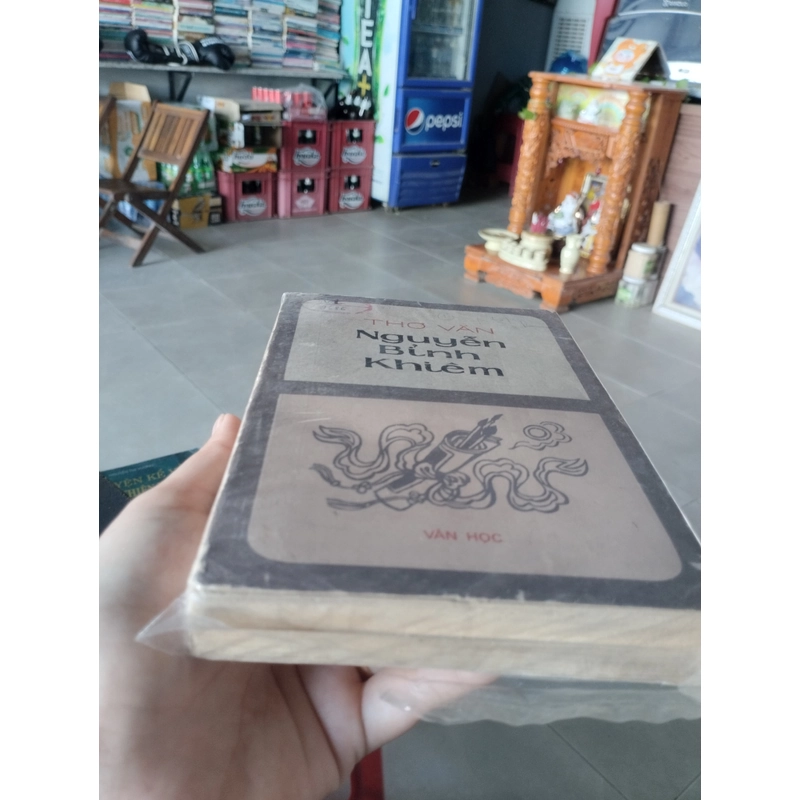 pepsi
THƠ VĂN
Nguyễn
Bỉnh
Khiêm
VĂN HỌC